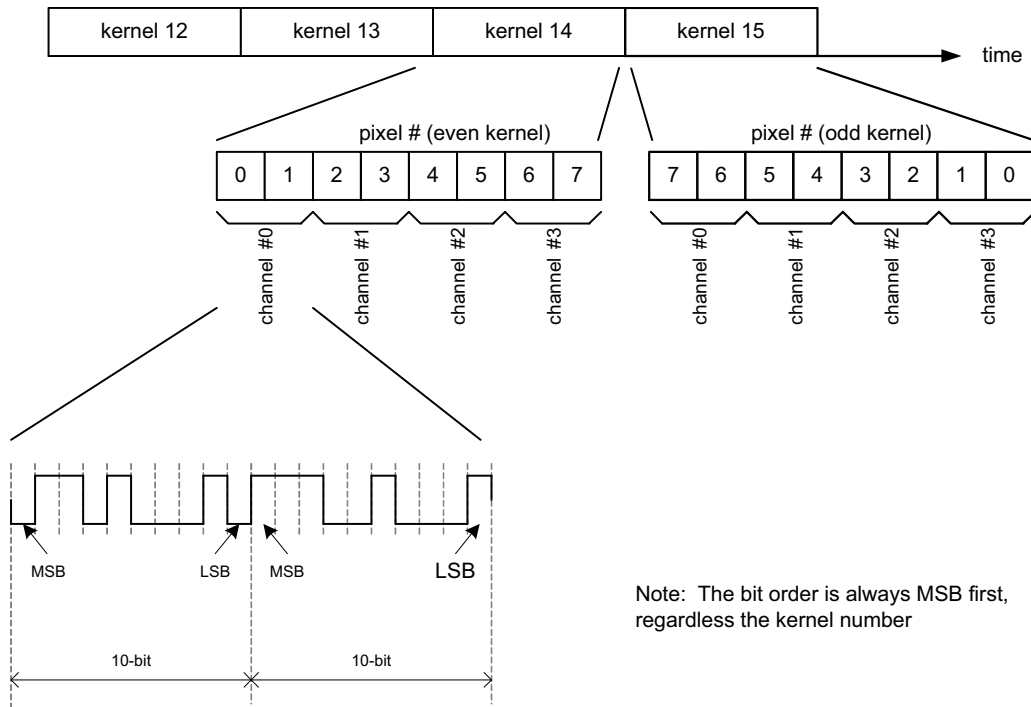 kernel 12 kernel 13 kernel 14 kernel 15
time
pixel # (even kernel) pixel # (odd kernel)
0 1 2 3 4 5 6 7 7 6 5 4 3 2 1 0
channel #0 channel #1 channel #2 channel #3 channel #0 channel #1 channel #2 channel #3
MSB LSB MSB LSB
Note: The bit order is always MSB first,
regardless the kernel number
10-bit 10-bit